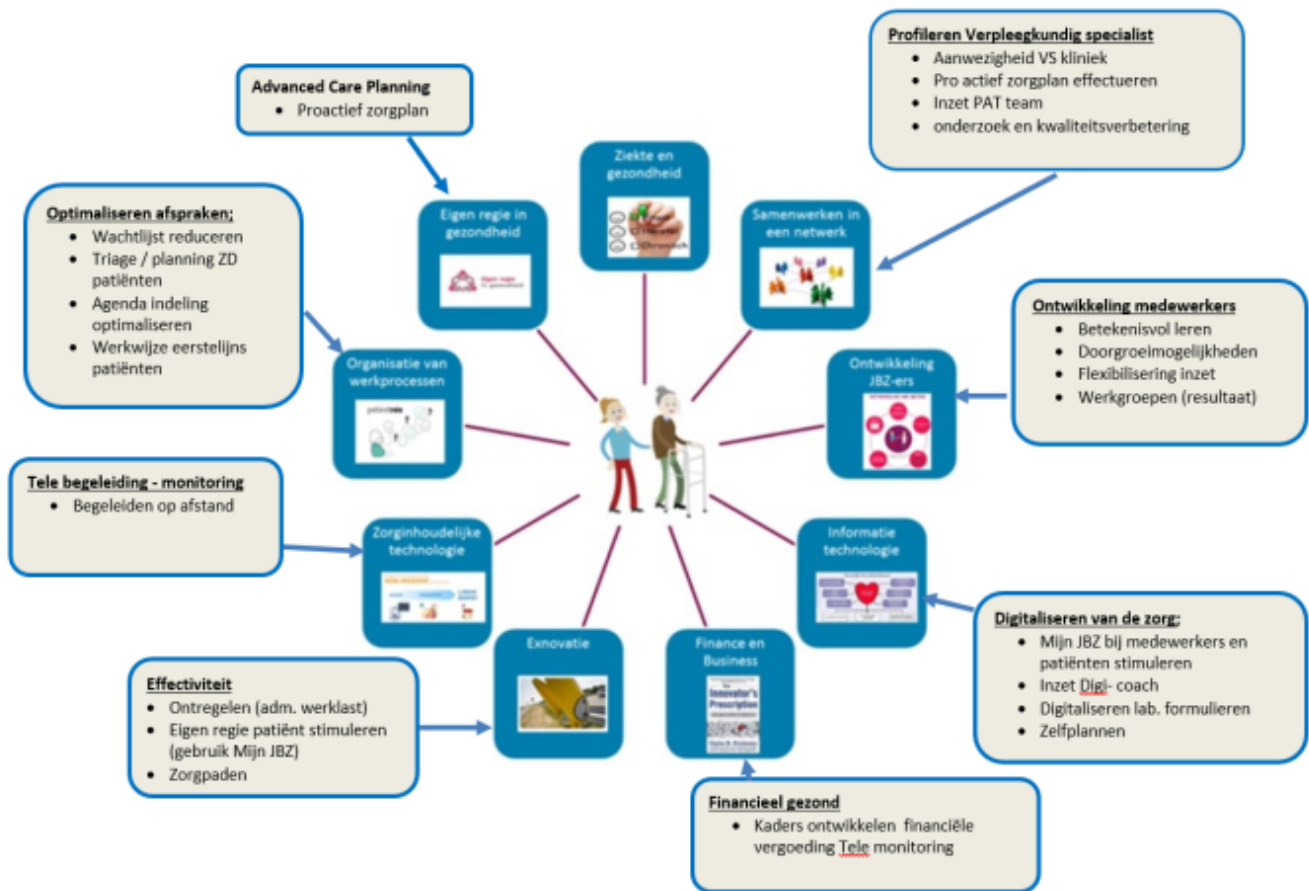 Profileren Verpleegkundig specialist
• Aanwezigheid VS kliniek
• Pro actief zorgplan effectueren
• Inzet PAT team
• onderzoek en kwaliteitsverbetering
Advanced Care Planning
• Proactief zorgplan
Ziekte en
gezondheid
Chronisch
Eigen regie in
gezondheid
Eigen regie
in gezondheid
Samenwerken in
een netwerk
Optimaliseren afspraken;
• Wachtlijst reduceren
• Triage / planning ZD
patiënten
• Agenda indeling
optimaliseren
• Werkwijze eerstelijns
patiënten
Ontwikkeling medewerkers
• Betekenisvol leren
• Doorgroeimogelijkheden
• Flexibilisering inzet
• Werkgroepen (resultaat)
Organisatie van
werkprocessen
Ontwikkeling
JBZ-ers
Tele begeleiding - monitoring
• Begeleiden op afstand
Zorginhoudelijke
technologie
Informatie
technologie
Digitaliseren van de zorg;
• Mijn JBZ bij medewerkers en
patiënten stimuleren
• Inzet Digi- coach
• Digitaliseren lab. formulieren
• Zelfplannen
Exnovatie
Finance en
Business
Innovator's
Prescription
Effectiviteit
• Ontregelen (adm. werklast)
• Eigen regie patiënt stimuleren
(gebruik Mijn JBZ)
• Zorgpaden
Financieel gezond
• Kaders ontwikkelen financiële
vergoeding Tele monitoring